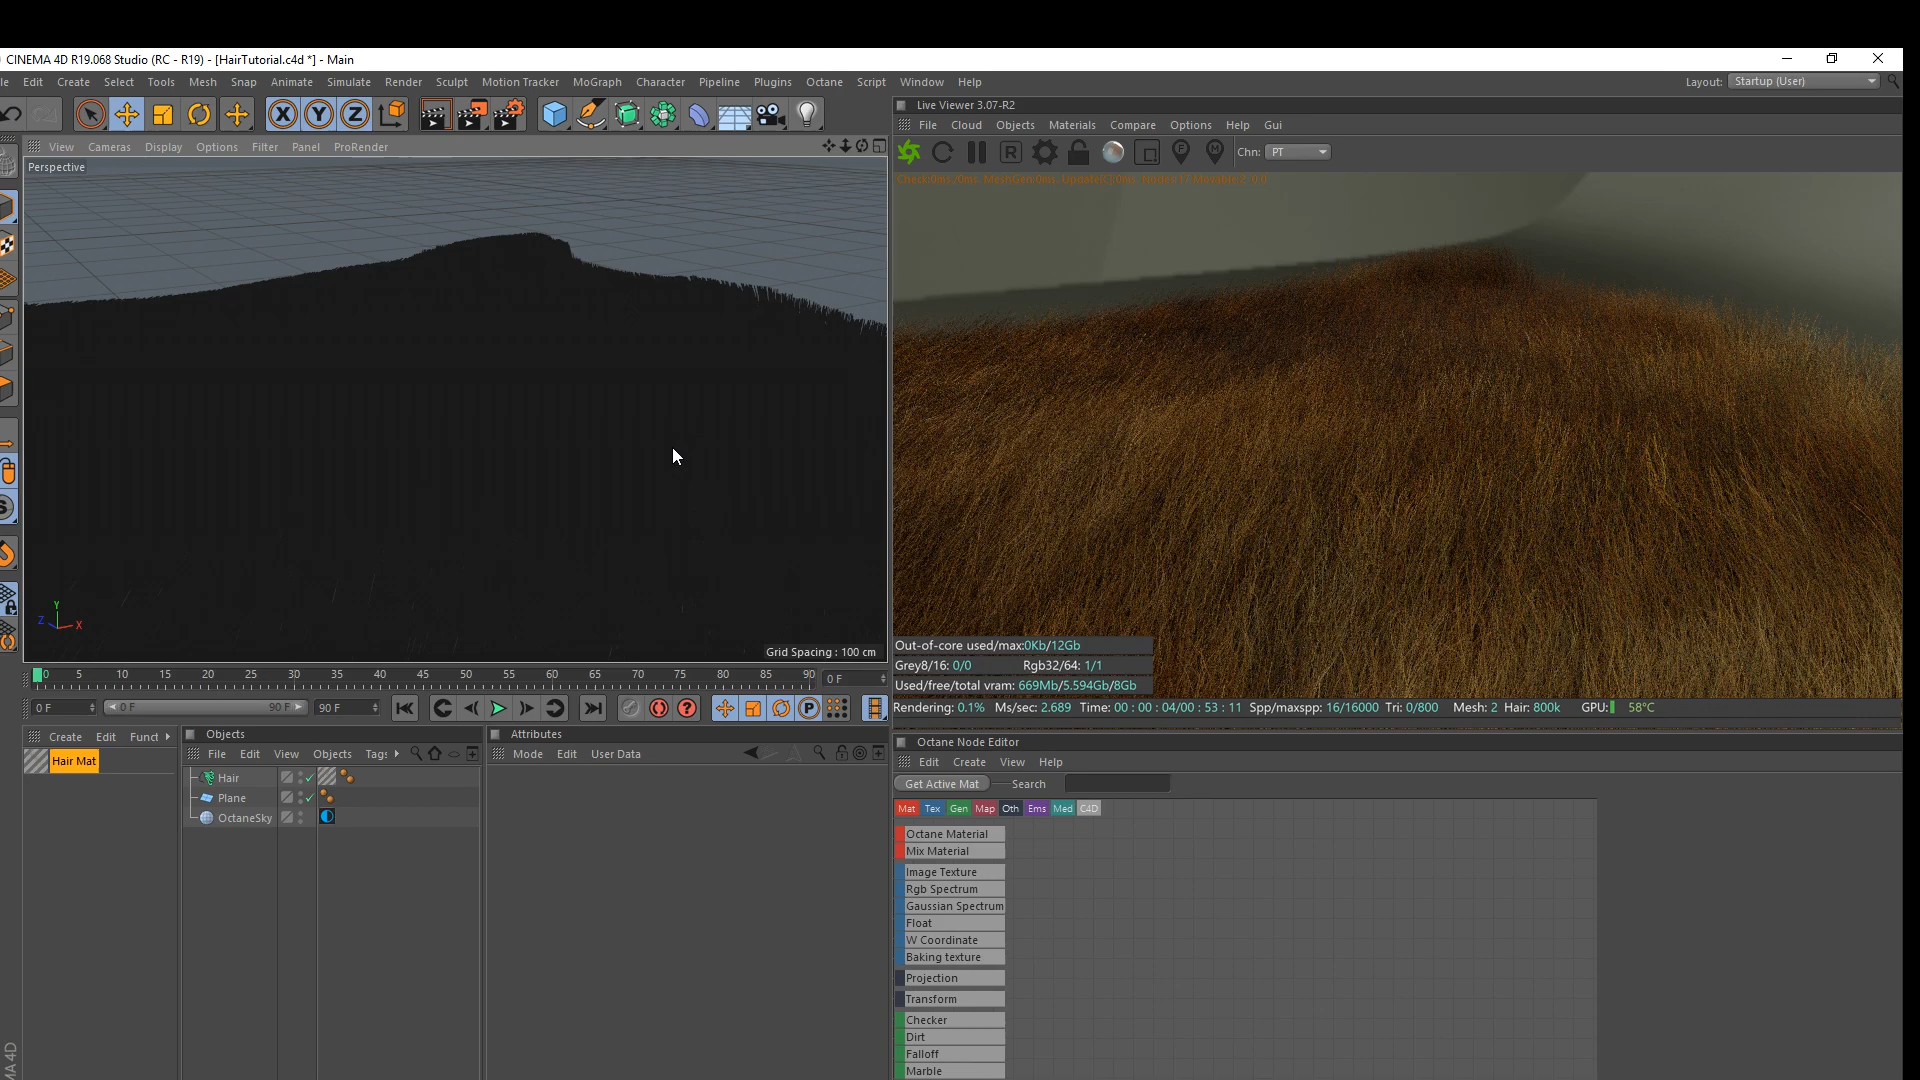 CINEMA 4D R19.068 Studio (RC - R19) - [HairTutorial.c4d *] - Main
le Edit Create Select Tools Mesh Snap Animate Simulate Render Sculpt Motion Tracker MoGraph Character Pipeline Plugins Octane Script Window Help
Layout: Startup (User)
View Cameras Display Options Filter Panel ProRender
Perspective
Y
Z
X
Grid Spacing : 100 cm
0 5 10 15 20 25 30 35 40 45 50 55 60 65 70 75 80 85 90 0 F
0 F 0 F 90 F 90 F
Create Edit Funct
Hair Mat
Objects
File Edit View Objects Tags
Hair
Plane
OctaneSky
Attributes
Mode Edit User Data
Live Viewer 3.07-R2
File Cloud Objects Materials Compare Options Help Gui
Chn: PT
Out-of-core used/max:0Kb/12Gb
Grey8/16: 0/0 Rgb32/64: 1/1
Used/free/total vram: 669Mb/5.594Gb/8Gb
Rendering: 0.1% Ms/sec: 2.689 Time: 00 : 00 : 04/00 : 53 : 11 Spp/maxspp: 16/16000 Tri: 0/800 Mesh: 2 Hair: 800k GPU: 58°C
Octane Node Editor
Edit Create View Help
Get Active Mat Search
Mat Tex Gen Map Oth Ems Med C4D
Octane Material
Mix Material
Image Texture
Rgb Spectrum
Gaussian Spectrum
Float
W Coordinate
Baking texture
Projection
Transform
Checker
Dirt
Falloff
Marble
MA 4D